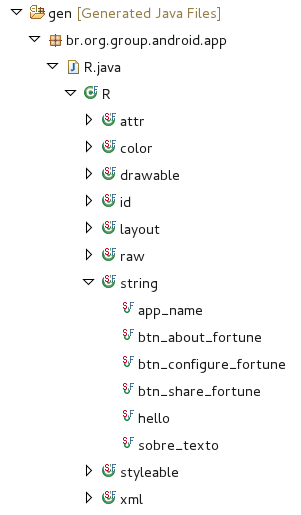 gen [Generated Java Files]
br.org.group.android.app
R.java
R
attr
color
drawable
id
layout
raw
string
app_name
btn_about_fortune
btn_configure_fortune
btn_share_fortune
hello
sobre_texto
styleable
xml